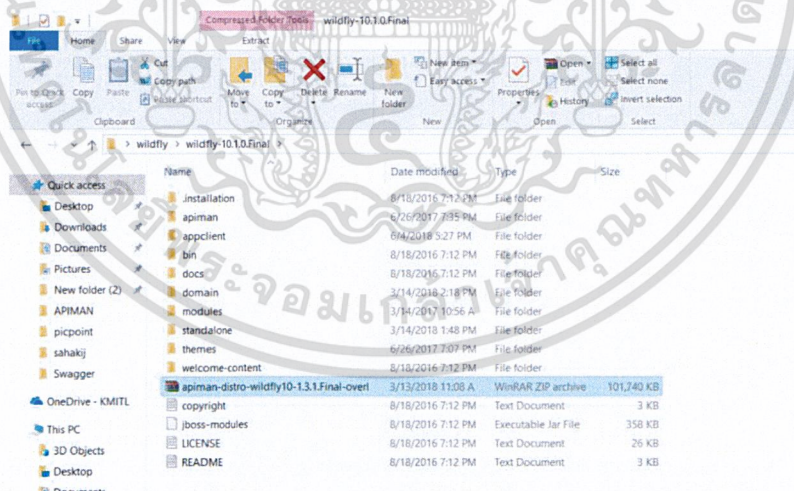 Compressed Folder Tools wildfly-10.1.0.Final
File Home Share View Extract
Pin to Quick access
Copy
Paste
Cut
Copy path
Paste shortcut
Move to
Copy to
Delete
Rename
New folder
New item
Easy access
Properties
Open
Edit
History
Select all
Select none
Invert selection
Clipboard Organize New Open Select
> wildfly > wildfly-10.1.0.Final >
Name Date modified Type Size
Quick access
Desktop
Downloads
Documents
Pictures
New folder (2)
APIMAN
picpoint
sahakij
Swagger
OneDrive - KMITL
This PC
3D Objects
Desktop
Documents
.installation 8/18/2016 7:12 PM File folder
apiman 6/26/2017 7:35 PM File folder
appclient 6/4/2018 5:27 PM File folder
bin 8/18/2016 7:12 PM File folder
docs 8/18/2016 7:12 PM File folder
domain 3/14/2018 2:18 PM File folder
modules 3/14/2017 10:56 A File folder
standalone 3/14/2018 1:48 PM File folder
themes 6/26/2017 7:07 PM File folder
welcome-content 8/18/2016 7:12 PM File folder
apiman-distro-wildfly10-1.3.1.Final-overl 3/13/2018 11:08 A WinRAR ZIP archive 101,740 KB
copyright 8/18/2016 7:12 PM Text Document 3 KB
jboss-modules 8/18/2016 7:12 PM Executable Jar File 358 KB
LICENSE 8/18/2016 7:12 PM Text Document 26 KB
README 8/18/2016 7:12 PM Text Document 3 KB